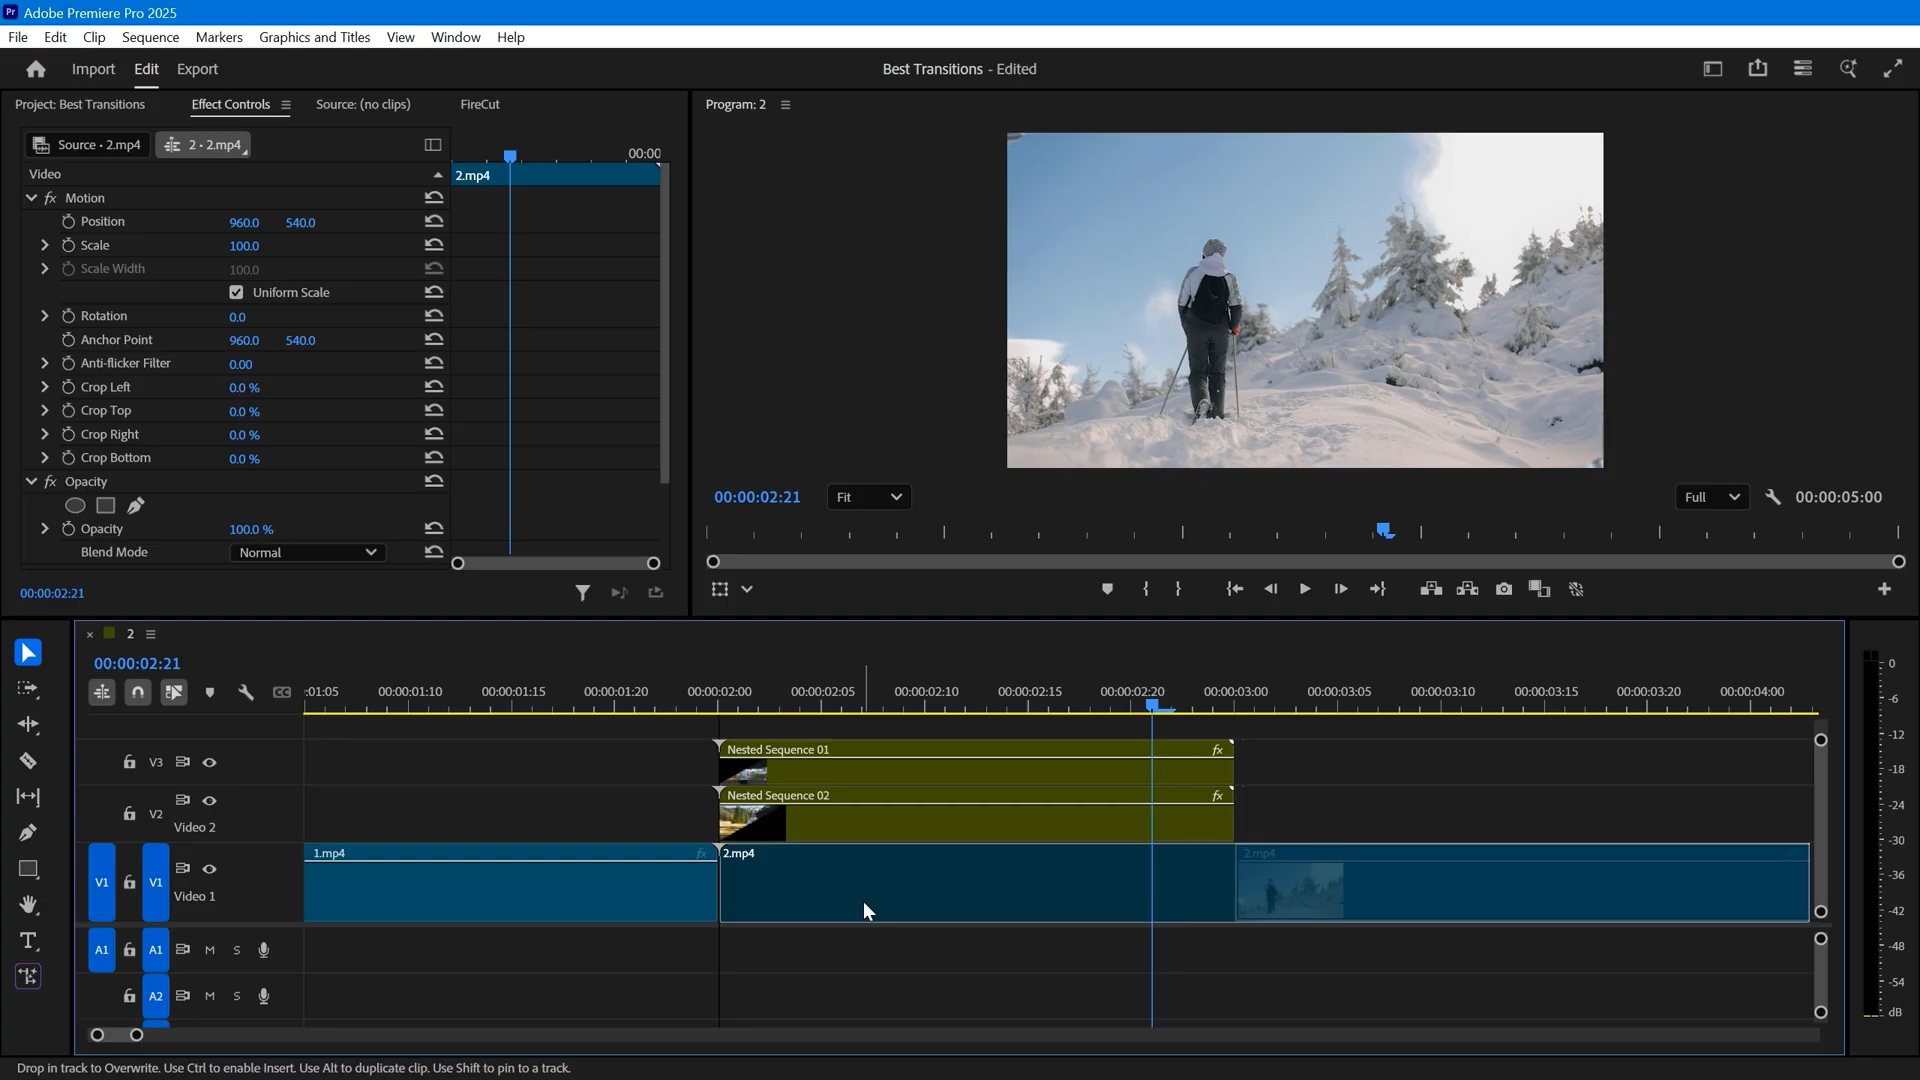 Pr Adobe Premiere Pro 2025
File Edit Clip Sequence Markers Graphics and Titles View Window Help
Import Edit Export
Best Transitions - Edited
Project: Best Transitions Effect Controls Source: (no clips) FireCut
Source • 2.mp4 2 • 2.mp4
00:00
Video
2.mp4
fx Motion
Position 960.0 540.0
Scale 100.0
Scale Width 100.0
Uniform Scale
Rotation 0.0
Anchor Point 960.0 540.0
Anti-flicker Filter 0.00
Crop Left 0.0 %
Crop Top 0.0 %
Crop Right 0.0 %
Crop Bottom 0.0 %
fx Opacity
Opacity 100.0 %
Blend Mode Normal
00:00:02:21
Program: 2
00:00:02:21 Fit Full 00:00:05:00
× 2
00:00:02:21
CC
:01:05 00:00:01:10 00:00:01:15 00:00:01:20 00:00:02:00 00:00:02:05 00:00:02:10 00:00:02:15 00:00:02:20 00:00:03:00 00:00:03:05 00:00:03:10 00:00:03:15 00:00:03:20 00:00:04:00
V3
Nested Sequence 01 fx
V2 Video 2
Nested Sequence 02 fx
V1 V1 Video 1
1.mp4 fx
2.mp4
2.mp4
A1 A1 M S
A2 M S
0
-6
-12
-18
-24
-30
-36
-42
-48
-54
dB
Drop in track to Overwrite. Use Ctrl to enable Insert. Use Alt to duplicate clip. Use Shift to pin to a track.